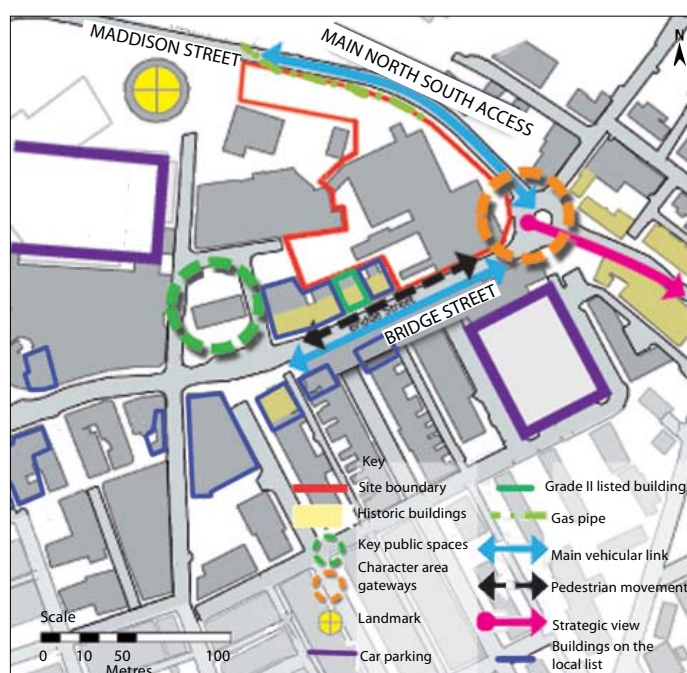 MADDISON STREET
MAIN NORTH SOUTH ACCESS
N
BRIDGE STREET
Street
Key
Site boundary
Historic buildings
Key public spaces
Character area
gateways
Landmark
Car parking
Grade II listed building
Gas pipe
Main vehicular link
Pedestrian movement
Strategic view
Buildings on the
local list
Scale
0 10 50 100
Metres